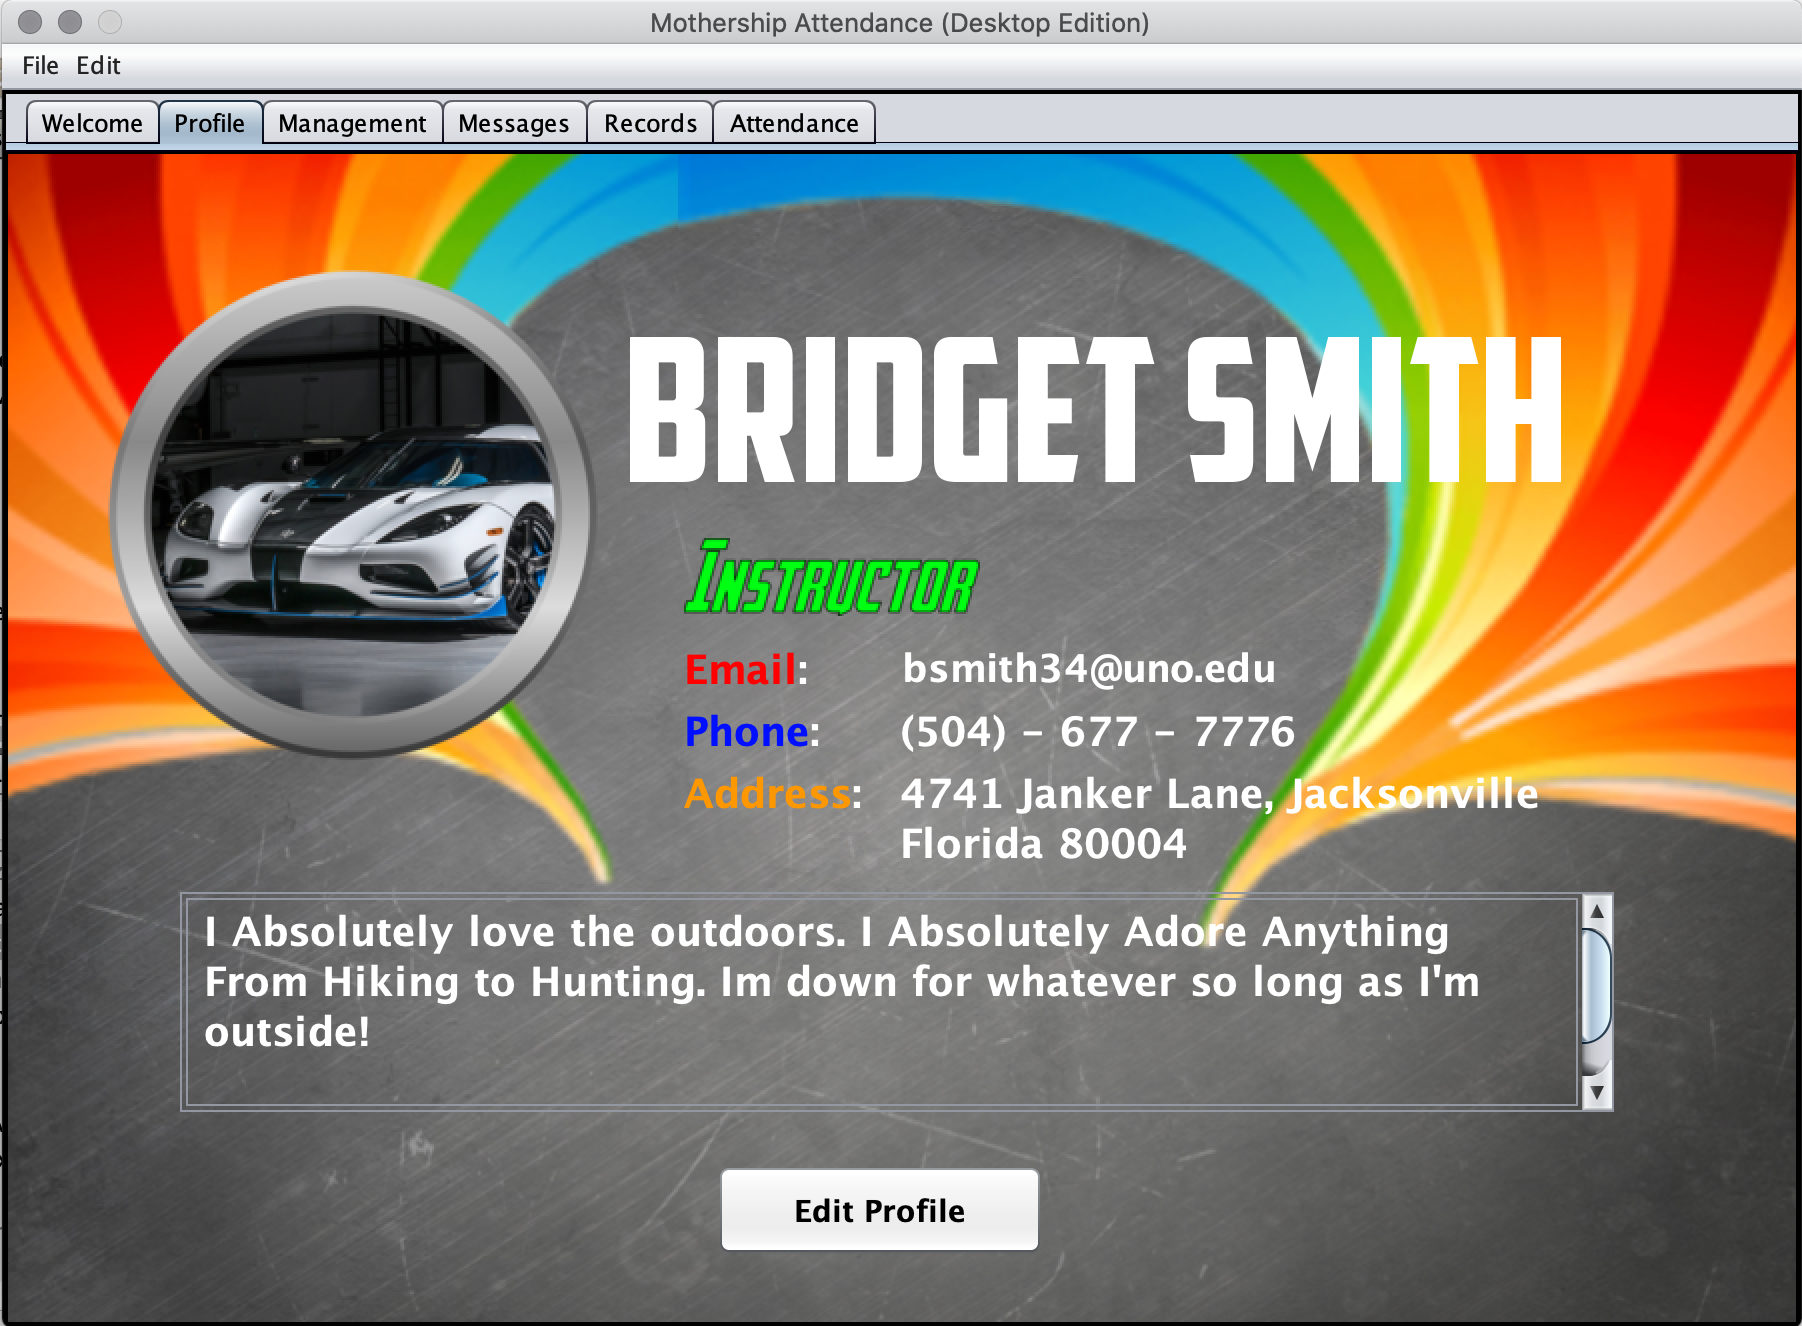 Mothership Attendance (Desktop Edition)
File Edit
Welcome Profile Management Messages Records Attendance
BRIDGET SMITH
INSTRUCTOR
Email: bsmith34@uno.edu
Phone: (504) - 677 - 7776
Address: 4741 Janker Lane, Jacksonville
Florida 80004
I Absolutely love the outdoors. I Absolutely Adore Anything
From Hiking to Hunting. Im down for whatever so long as I'm
outside!
Edit Profile